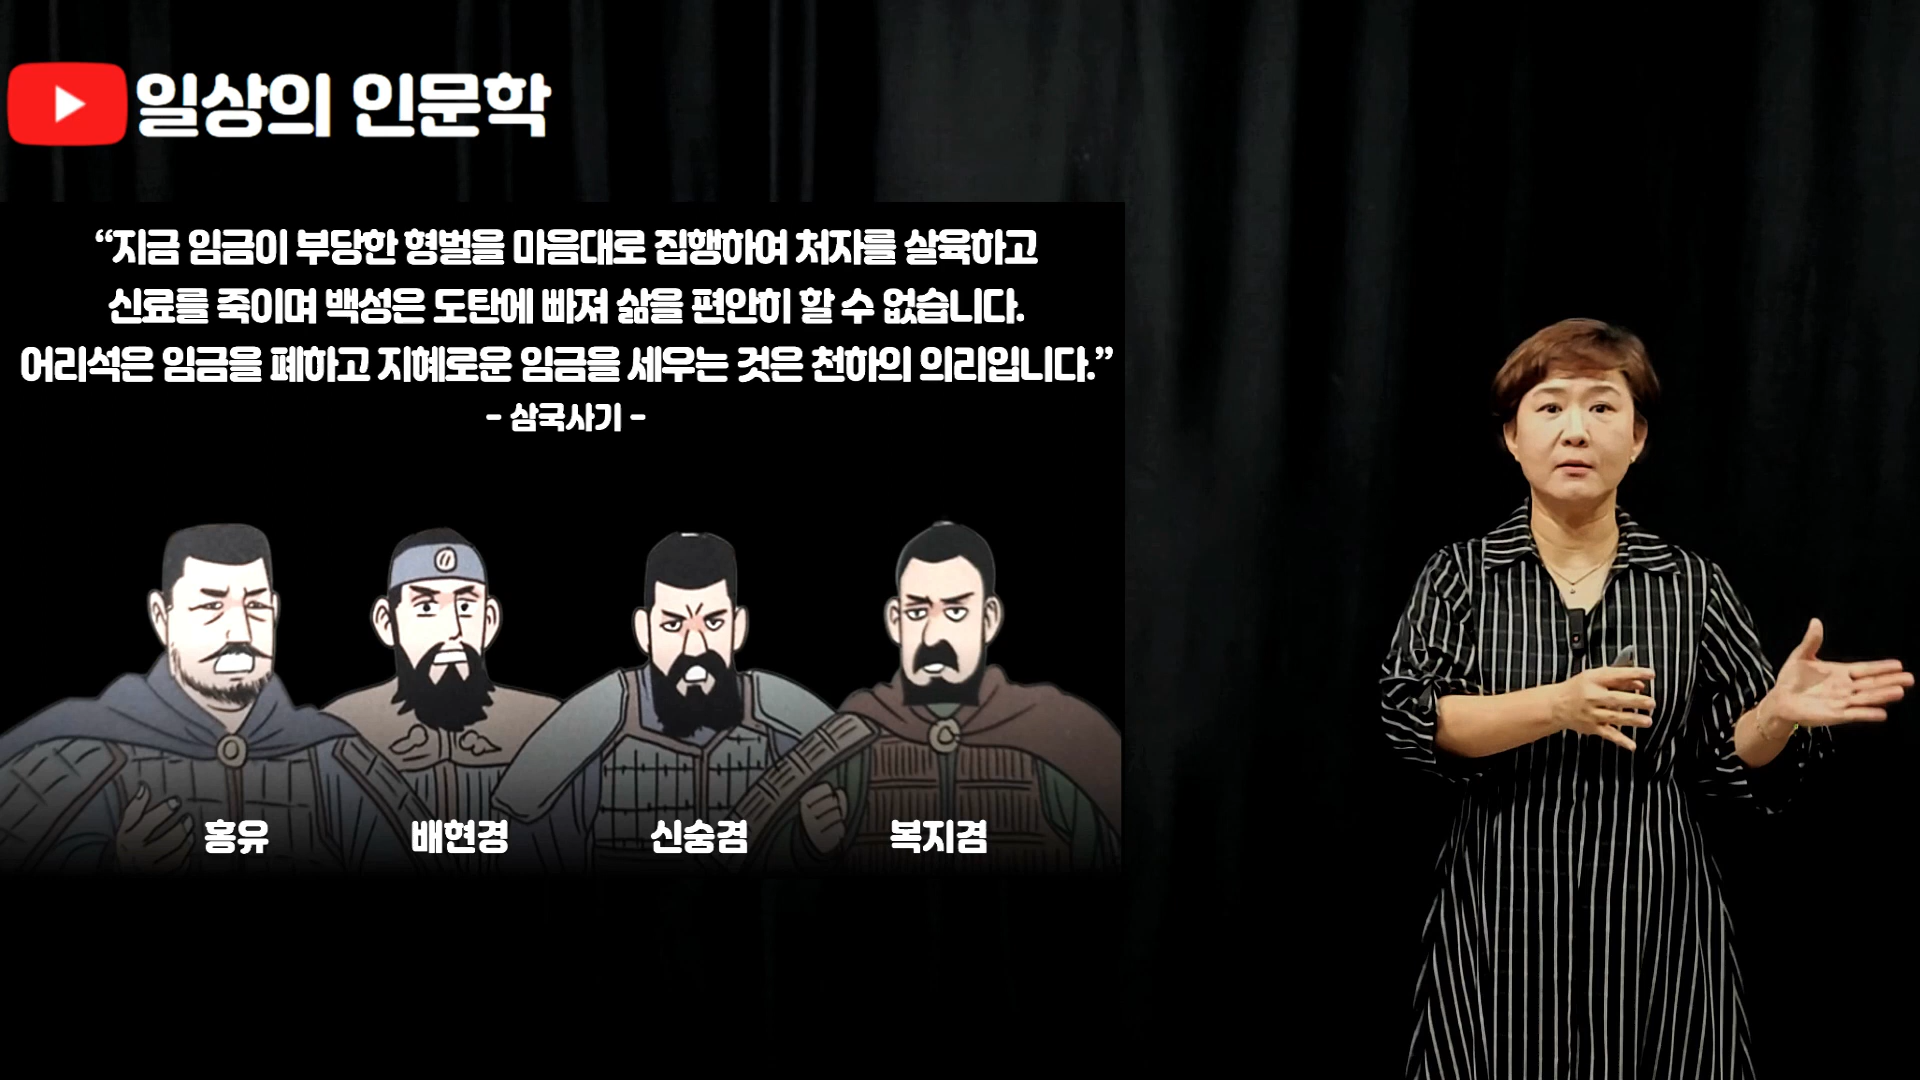 일상의 인문학
“지금 임금이 부당한 형벌을 마음대로 집행하여 처자를 살육하고
신료를 죽이며 백성은 도탄에 빠져 삶을 편안히 할 수 없습니다.
어리석은 임금을 폐하고 지혜로운 임금을 세우는 것은 천하의 의리입니다.”
- 삼국사기 -
홍유
배현경
신숭겸
복지겸